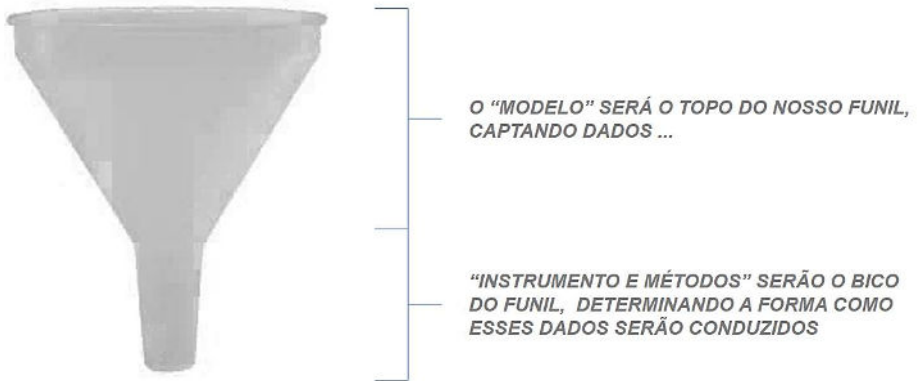 O “MODELO” SERÁ O TOPO DO NOSSO FUNIL,
CAPTANDO DADOS ...
“INSTRUMENTO E MÉTODOS” SERÃO O BICO
DO FUNIL, DETERMINANDO A FORMA COMO
ESSES DADOS SERÃO CONDUZIDOS